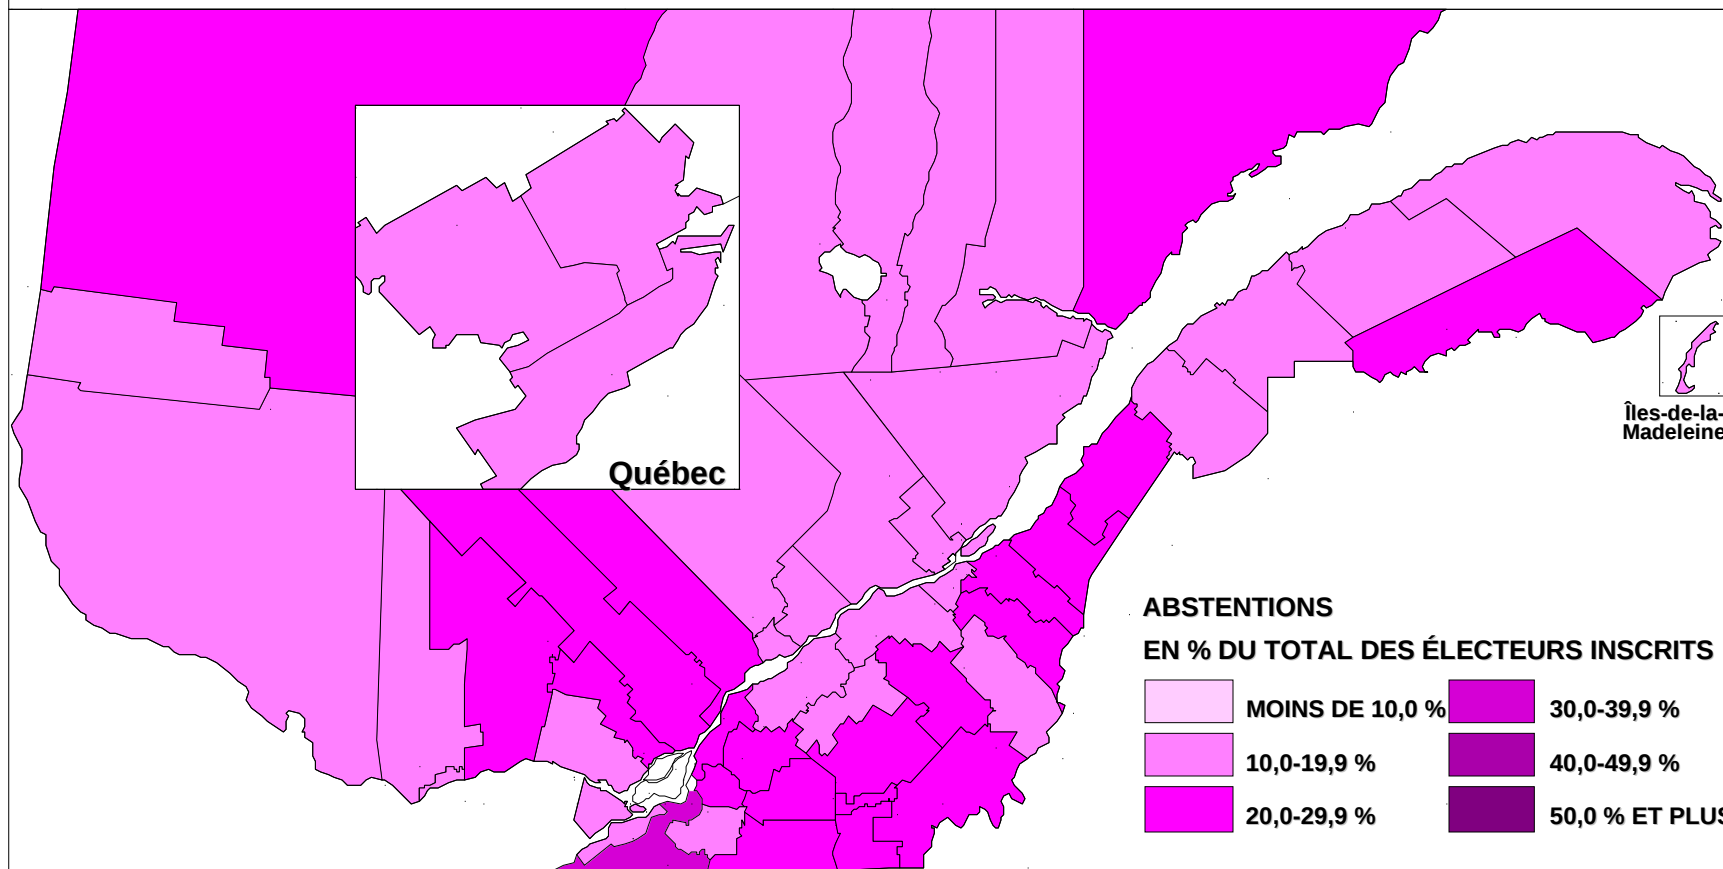 Québec
Îles-de-la-
Madeleine
ABSTENTIONS
EN % DU TOTAL DES ÉLECTEURS INSCRITS
MOINS DE 10,0 %
30,0-39,9 %
10,0-19,9 %
40,0-49,9 %
20,0-29,9 %
50,0 % ET PLUS